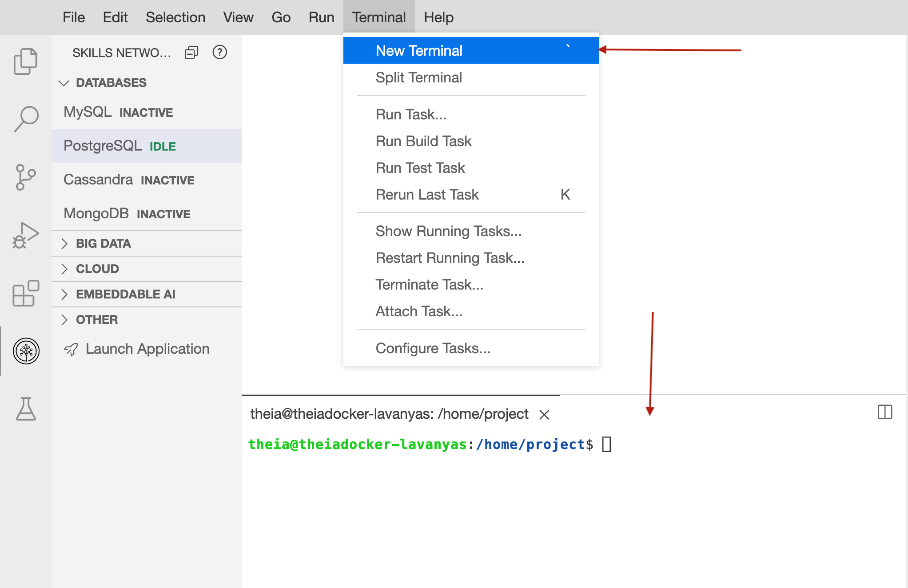 File Edit Selection View Go Run Terminal Help
SKILLS NETWO...
DATABASES
MySQL INACTIVE
PostgreSQL IDLE
Cassandra INACTIVE
MongoDB INACTIVE
BIG DATA
CLOUD
EMBEDDABLE AI
OTHER
Launch Application
New Terminal `
Split Terminal
Run Task...
Run Build Task
Run Test Task
Rerun Last Task K
Show Running Tasks...
Restart Running Task...
Terminate Task...
Attach Task...
Configure Tasks...
theia@theiadocker-lavanyas: /home/project
theia@theiadocker-lavanyas:/home/project$